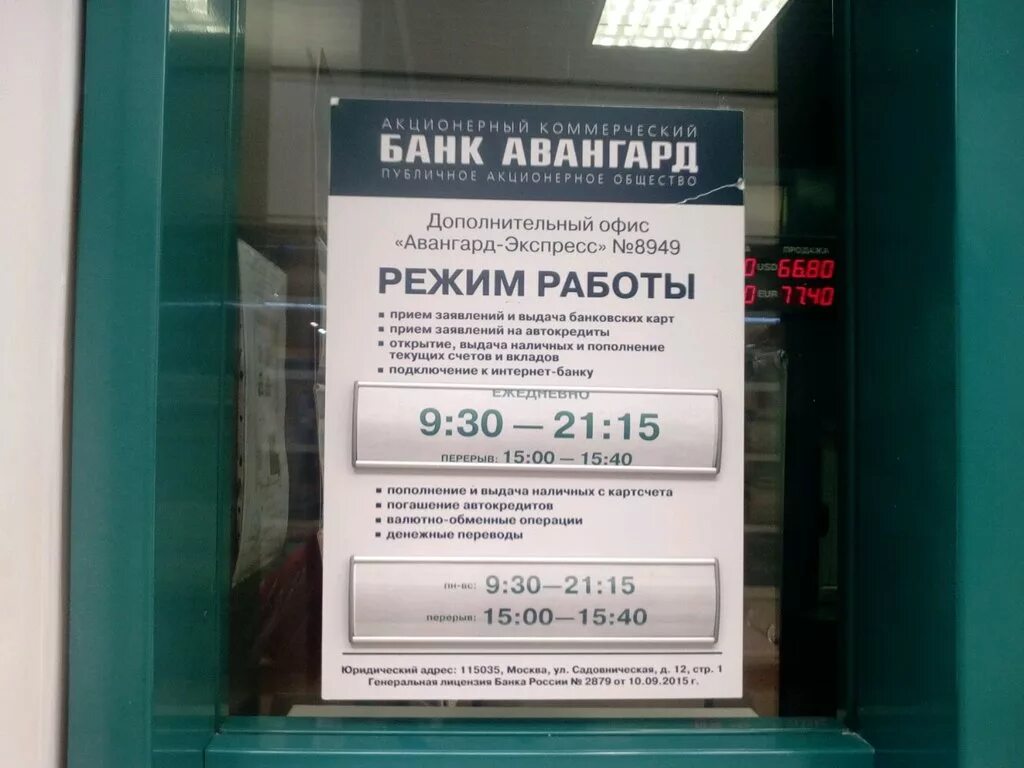 АКЦИОНЕРНЫЙ КОММЕРЧЕСКИЙ
БАНК АВАНГАРД
ПУБЛИЧНОЕ АКЦИОНЕРНОЕ ОБЩЕСТВО
Дополнительный офис
«Авангард-Экспресс» №8949
РЕЖИМ РАБОТЫ
▪ прием заявлений и выдача банковских карт
▪ прием заявлений на автокредиты
▪ открытие, выдача наличных и пополнение
текущих счетов и вкладов
▪ подключение к интернет-банку
ЕЖЕДНЕВНО
9:30 — 21:15
ПЕРЕРЫВ: 15:00 — 15:40
▪ пополнение и выдача наличных с картсчета
▪ погашение автокредитов
▪ валютно-обменные операции
▪ денежные переводы
пн-вс: 9:30—21:15
перерыв: 15:00—15:40
Юридический адрес: 115035, Москва, ул. Садовническая, д. 12, стр. 1
Генеральная лицензия Банка России № 2879 от 10.09.2015 г.
ПРОДАЖА
0 USD 66.80
0 EUR 77.40